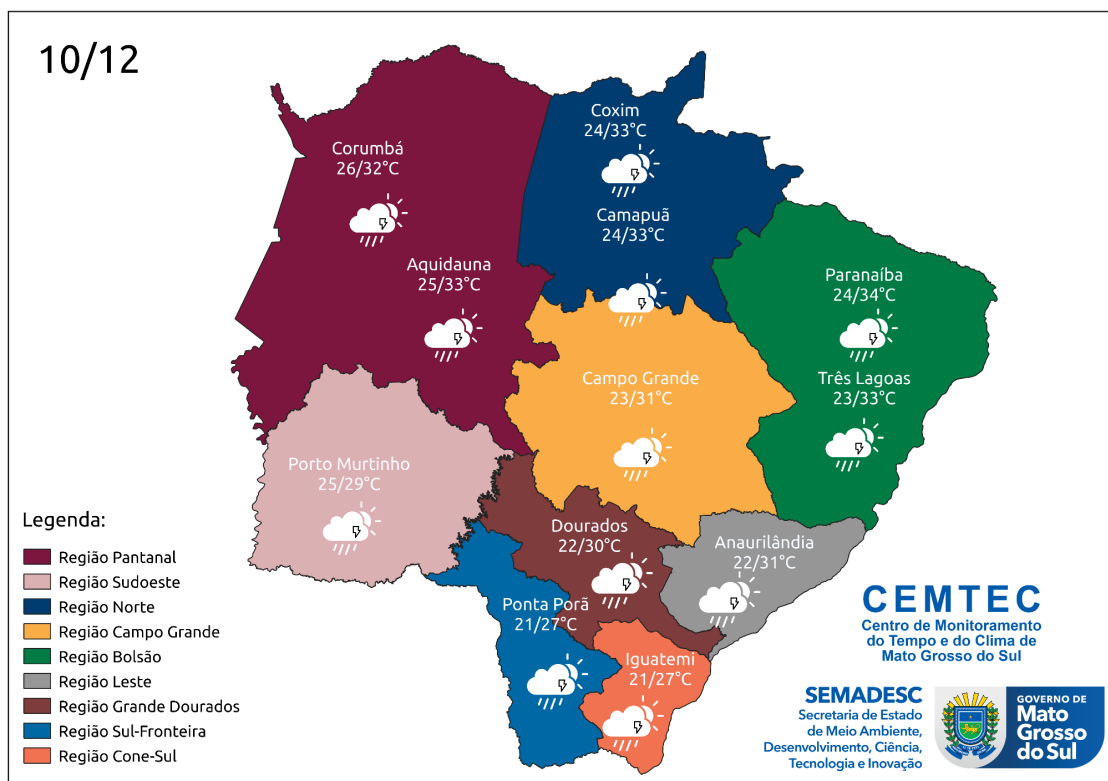 10/12
Coxim
24/33°C
Corumbá
26/32°C
Camapuã
24/33°C
Aquidauna
25/33°C
Paranaíba
24/34°C
Campo Grande
23/31°C
Três Lagoas
23/33°C
Porto Murtinho
25/29°C
Dourados
22/30°C
Anaurilândia
22/31°C
Ponta Porã
21/27°C
Iguatemi
21/27°C
Legenda:
Região Pantanal
Região Sudoeste
Região Norte
Região Campo Grande
Região Bolsão
Região Leste
Região Grande Dourados
Região Sul-Fronteira
Região Cone-Sul
CEMTEC
Centro de Monitoramento
do Tempo e do Clima de
Mato Grosso do Sul
SEMADESC
Secretaria de Estado
de Meio Ambiente,
Desenvolvimento, Ciência,
Tecnologia e Inovação
GOVERNO DE
Mato
Grosso
do Sul